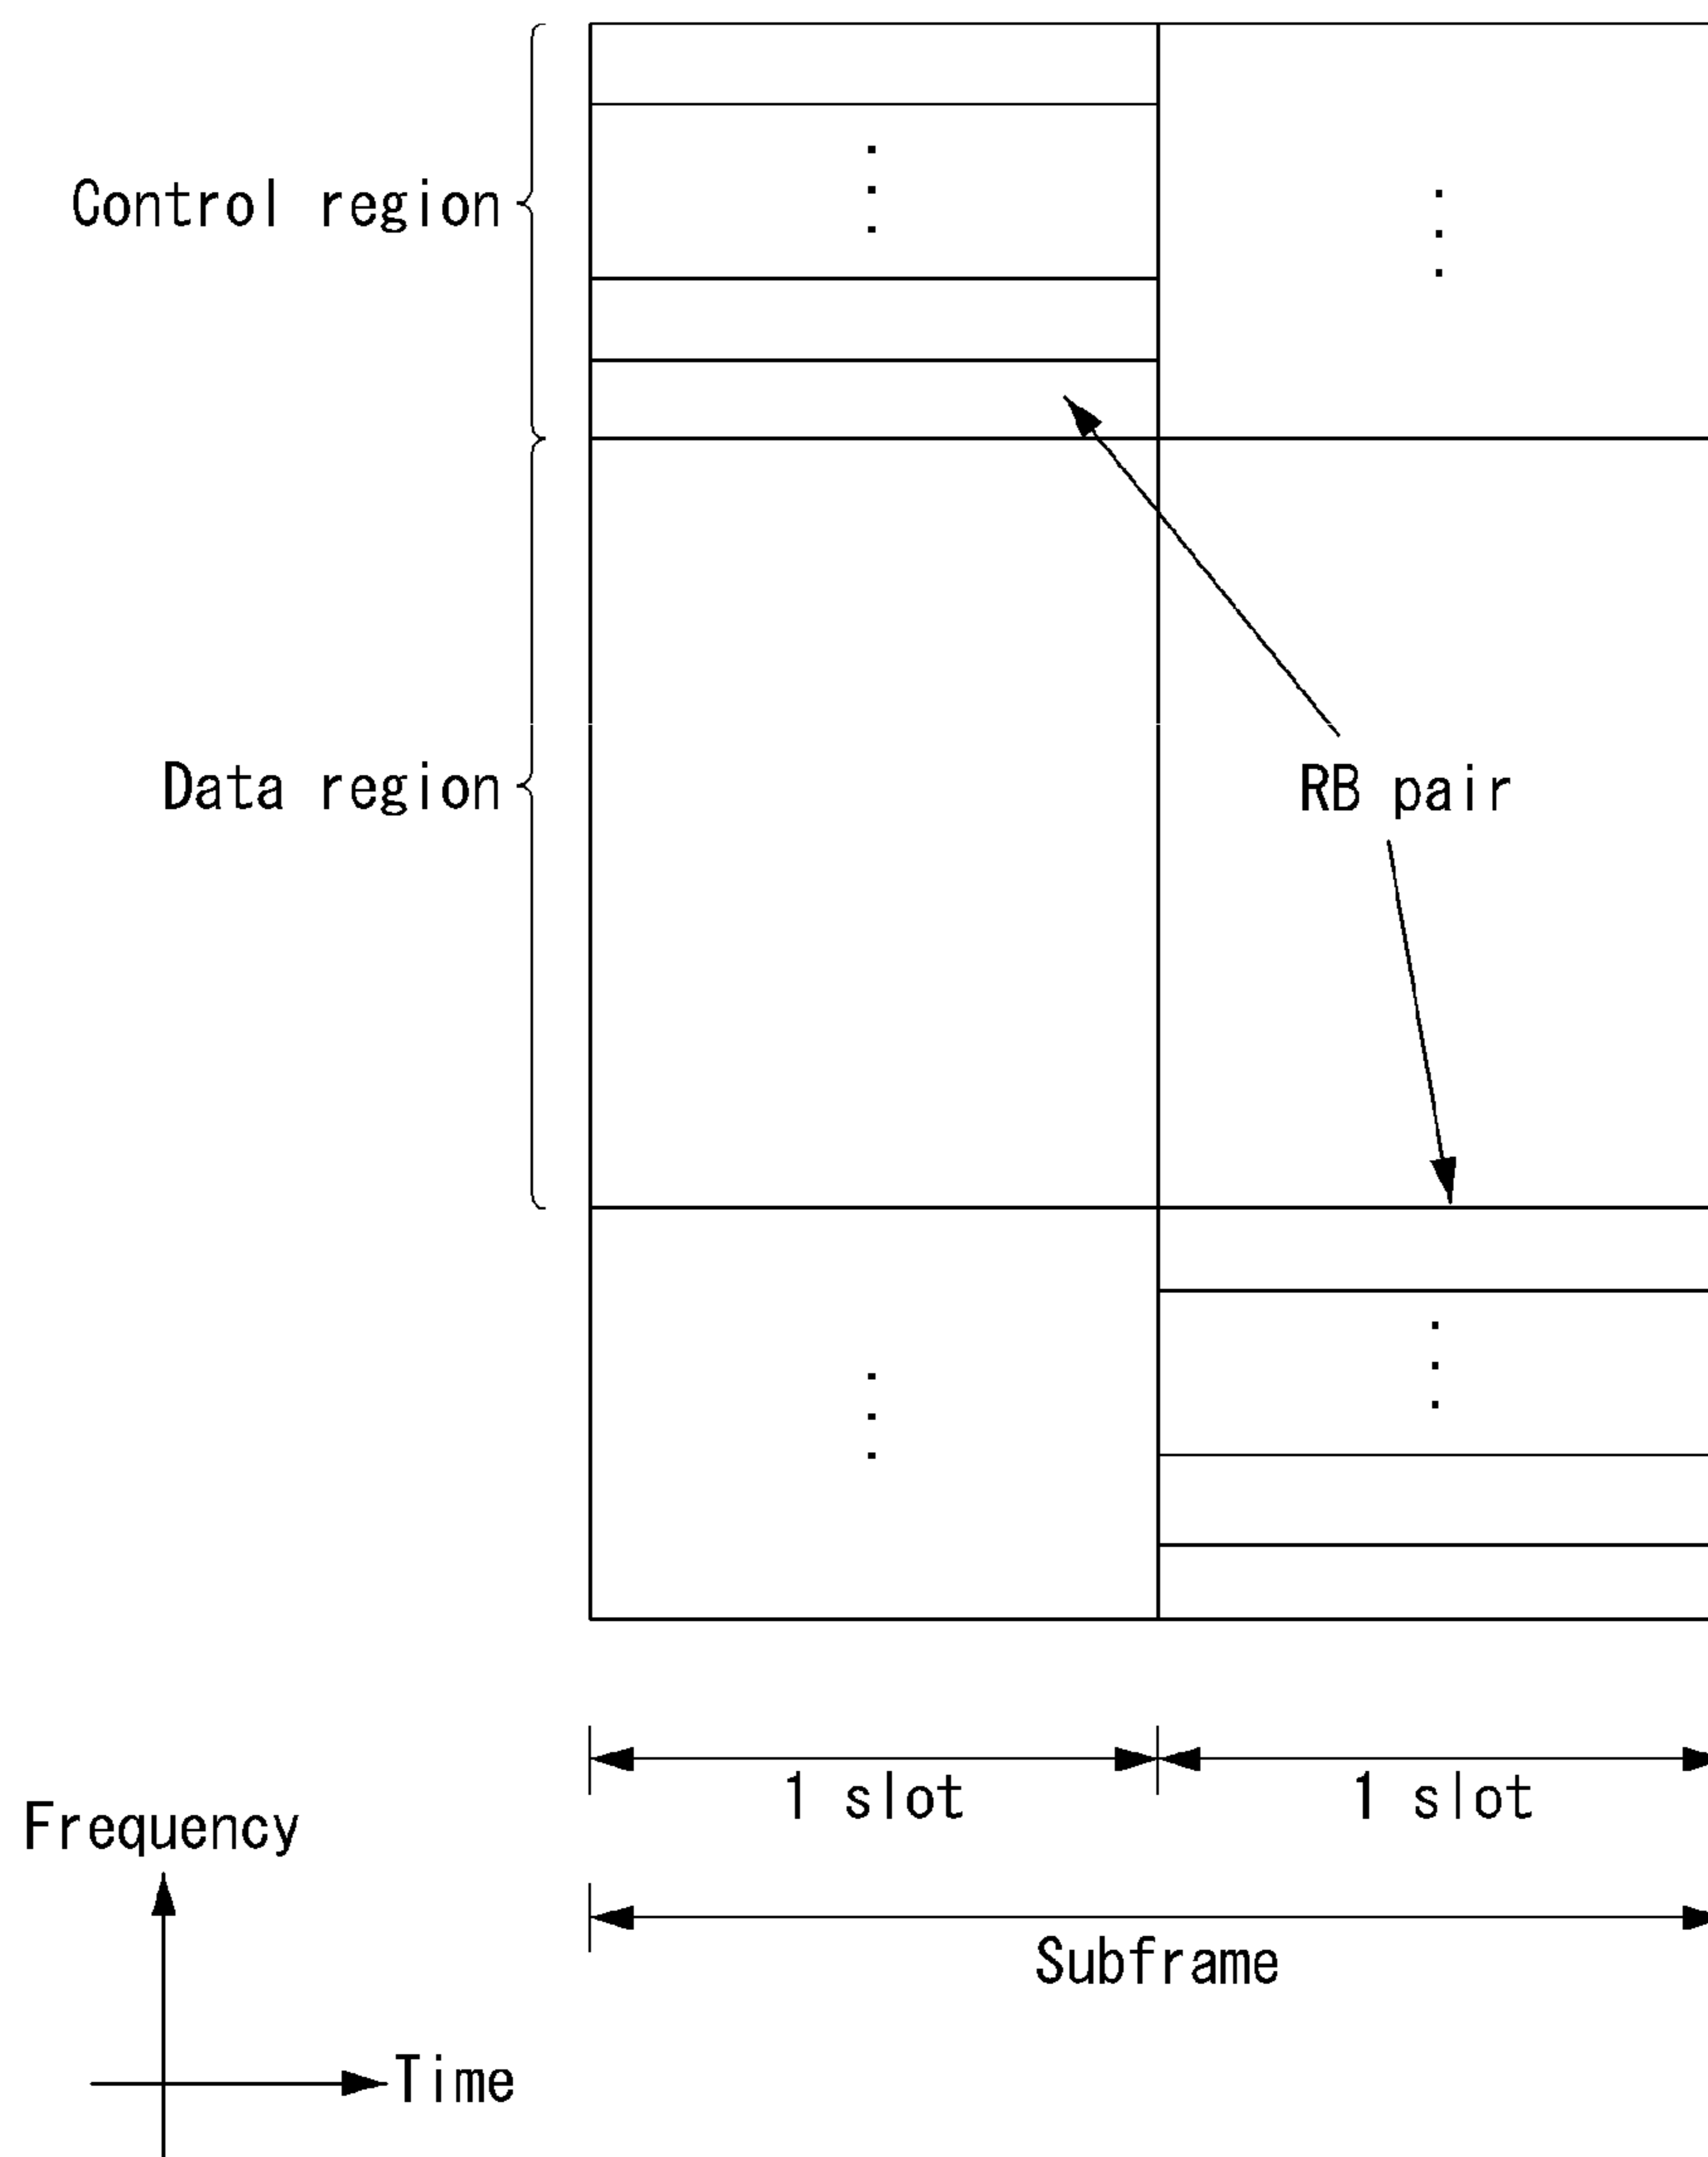 Control region
Data region
RB pair
1 slot
1 slot
Frequency
Subframe
Time